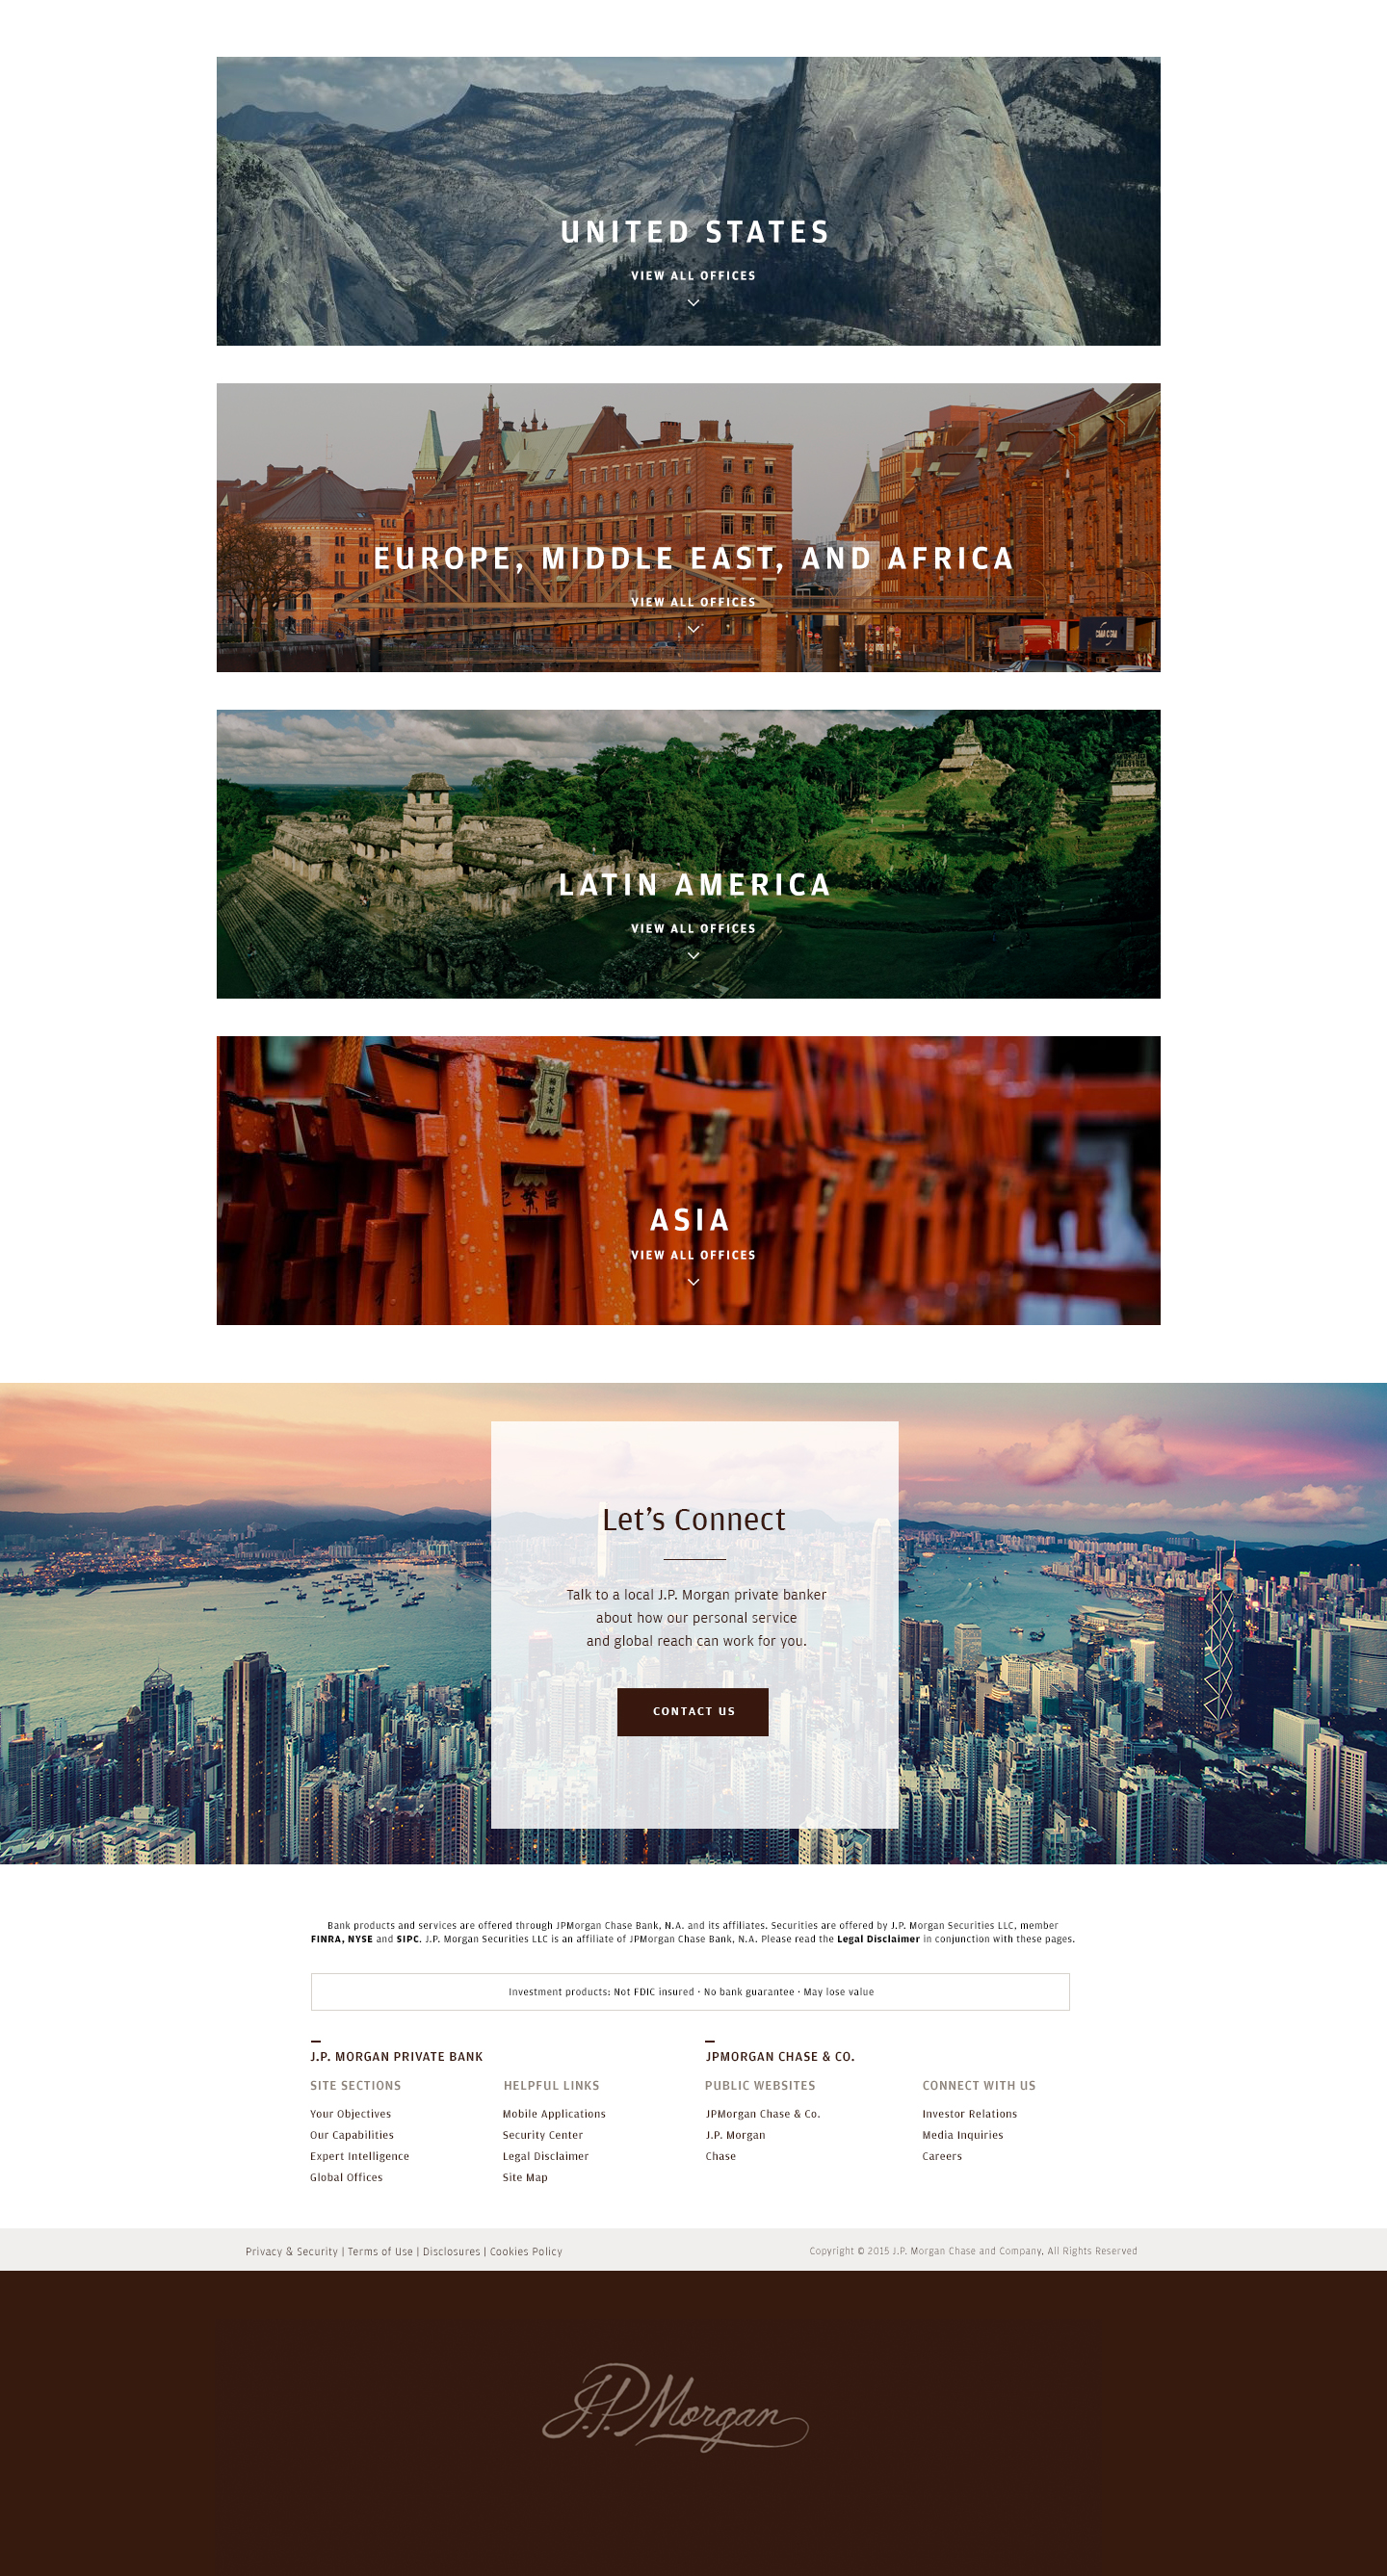 UNITED STATES
VIEW ALL OFFICES
EUROPE, MIDDLE EAST, AND AFRICA
VIEW ALL OFFICES
LATIN AMERICA
VIEW ALL OFFICES
稲荷大神
ASIA
VIEW ALL OFFICES
Let’s Connect
Talk to a local J.P. Morgan private banker
about how our personal service
and global reach can work for you.
CONTACT US
Bank products and services are offered through JPMorgan Chase Bank, N.A. and its affiliates. Securities are offered by J.P. Morgan Securities LLC, member
FINRA, NYSE and SIPC. J.P. Morgan Securities LLC is an affiliate of JPMorgan Chase Bank, N.A. Please read the Legal Disclaimer in conjunction with these pages.
Investment products: Not FDIC insured · No bank guarantee · May lose value
J.P. MORGAN PRIVATE BANK
SITE SECTIONS
Your Objectives
Our Capabilities
Expert Intelligence
Global Offices
HELPFUL LINKS
Mobile Applications
Security Center
Legal Disclaimer
Site Map
JPMORGAN CHASE & CO.
PUBLIC WEBSITES
JPMorgan Chase & Co.
J.P. Morgan
Chase
CONNECT WITH US
Investor Relations
Media Inquiries
Careers
Privacy & Security | Terms of Use | Disclosures | Cookies Policy
Copyright © 2015 J.P. Morgan Chase and Company, All Rights Reserved
J.P. Morgan